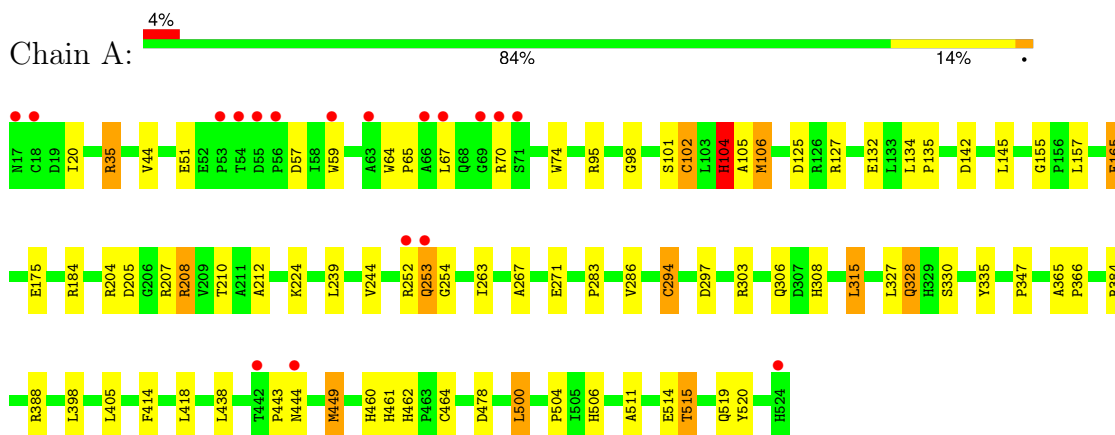 4%
Chain A:
84% 14% •
N17 C18 D19 I20 R35 V44 E51 E52 P53 T54 D55 P56 D57 I58 W59 A63 W64 P65 A66 L67 Q68 G69 R70 S71 W74 R95 G98 S101 C102 L103 H104 A105 M106 D125 R126 R127 E132 L133 L134 P135 D142 L145 G155 P156 L157
E175 R184 R204 D205 G206 R207 R208 V209 T210 A211 A212 K224 L239 V244 R252 Q253 G254 I263 A267 E271 P283 V286 C294 D297 R303 Q306 D307 H308 L315 L327 Q328 H329 S330 Y335 P347 A365 P366
R388 L398 L405 F414 L418 L438 T442 P443 N444 M449 H460 H461 H462 P463 C464 D478 L500 P504 I505 H506 A511 E514 T515 Q519 Y520 H524